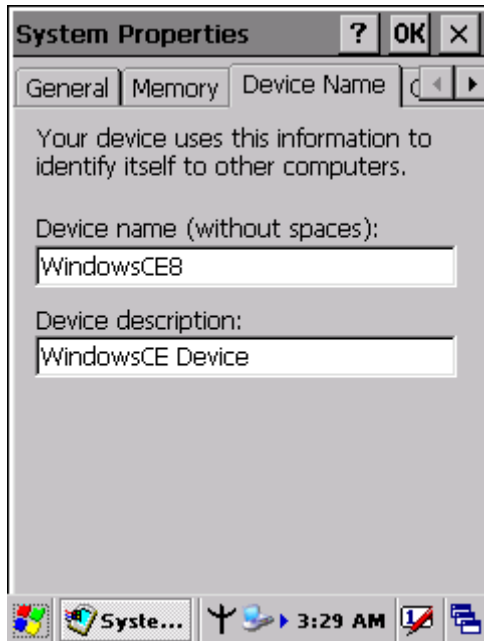 System Properties ? OK ×
General Memory Device Name
Your device uses this information to
identify itself to other computers.
Device name (without spaces):
WindowsCE8
Device description:
WindowsCE Device
Syste... 3:29 AM